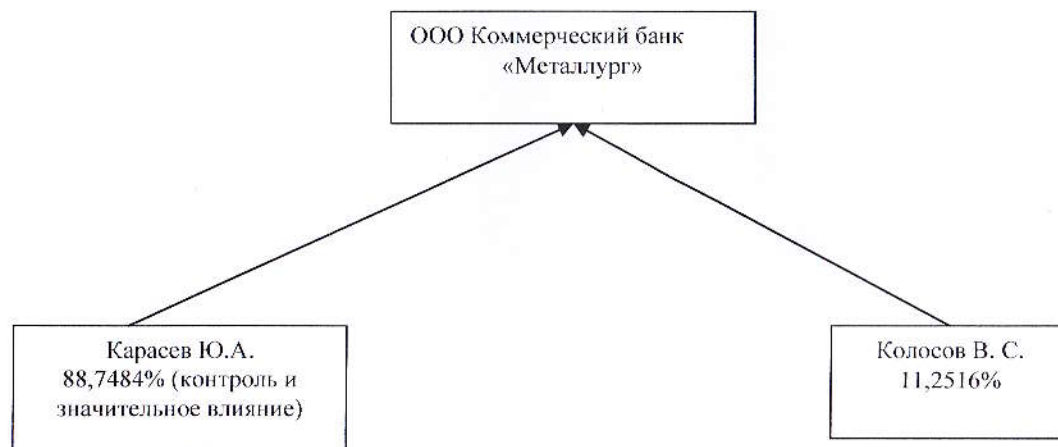 ООО Коммерческий банк
«Металлург»
Карасев Ю.А.
88,7484% (контроль и
значительное влияние)
Колосов В. С.
11,2516%